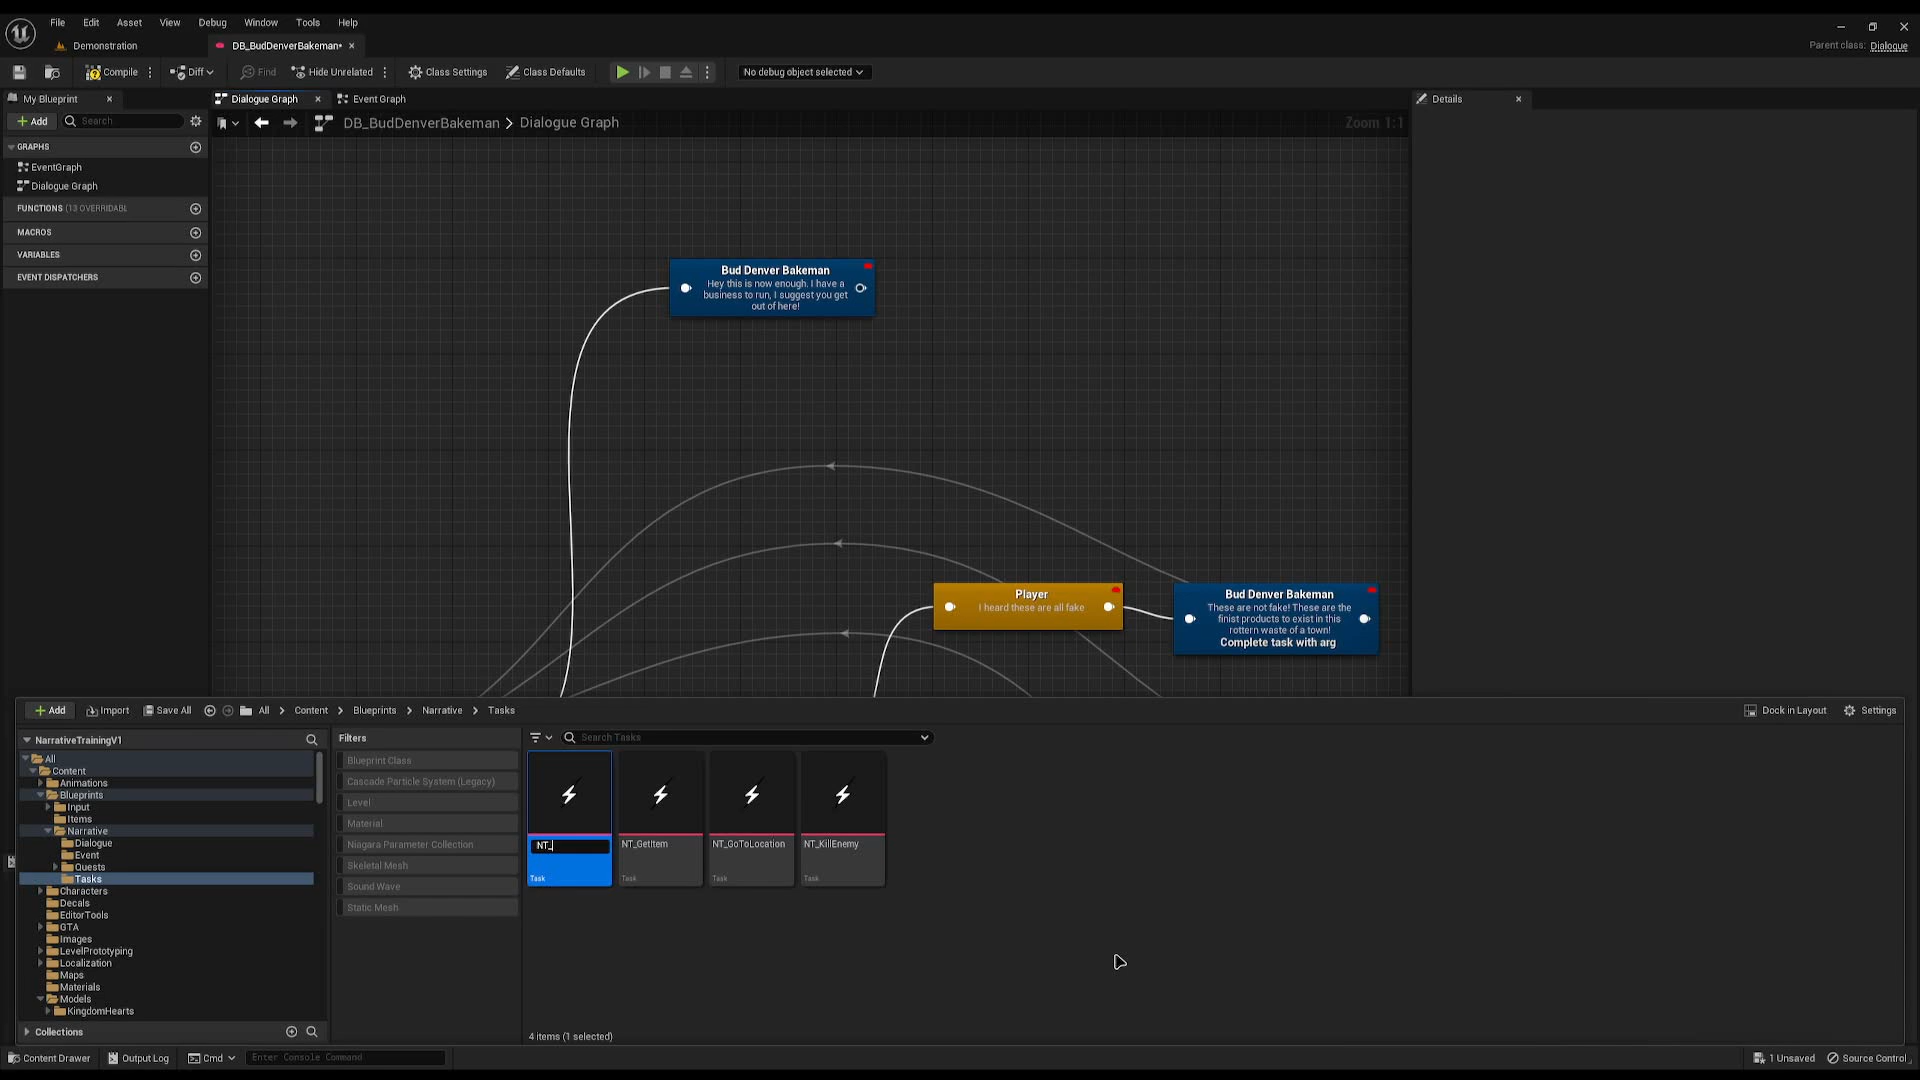 File Edit Asset View Debug Window Tools Help
Demonstration
DB_BudDenverBakeman*
Parent class: Dialogue
Compile
Diff
Find
Hide Unrelated
Class Settings
Class Defaults
No debug object selected
My Blueprint
Dialogue Graph
Event Graph
Details
Add
Search
DB_BudDenverBakeman > Dialogue Graph
Zoom 1:1
GRAPHS
EventGraph
Dialogue Graph
FUNCTIONS (13 OVERRIDABL
MACROS
VARIABLES
EVENT DISPATCHERS
Bud Denver Bakeman
Hey this is now enough. I have a
business to run, I suggest you get
out of here!
Player
I heard these are all fake
Bud Denver Bakeman
These are not fake! These are the
finist products to exist in this
rottern waste of a town!
Complete task with arg
Add
Import
Save All
All > Content > Blueprints > Narrative > Tasks
Dock in Layout
Settings
NarrativeTrainingV1
All
Content
Animations
Blueprints
Input
Items
Narrative
Dialogue
Event
Quests
Tasks
Characters
Decals
EditorTools
GTA
Images
LevelPrototyping
Localization
Maps
Materials
Models
KingdomHearts
Collections
Filters
Blueprint Class
Cascade Particle System (Legacy)
Level
Material
Niagara Parameter Collection
Skeletal Mesh
Sound Wave
Static Mesh
Search Tasks
NT_
Task
NT_GetItem
Task
NT_GoToLocation
Task
NT_KillEnemy
Task
4 items (1 selected)
Content Drawer
Output Log
Cmd
Enter Console Command
1 Unsaved
Source Control